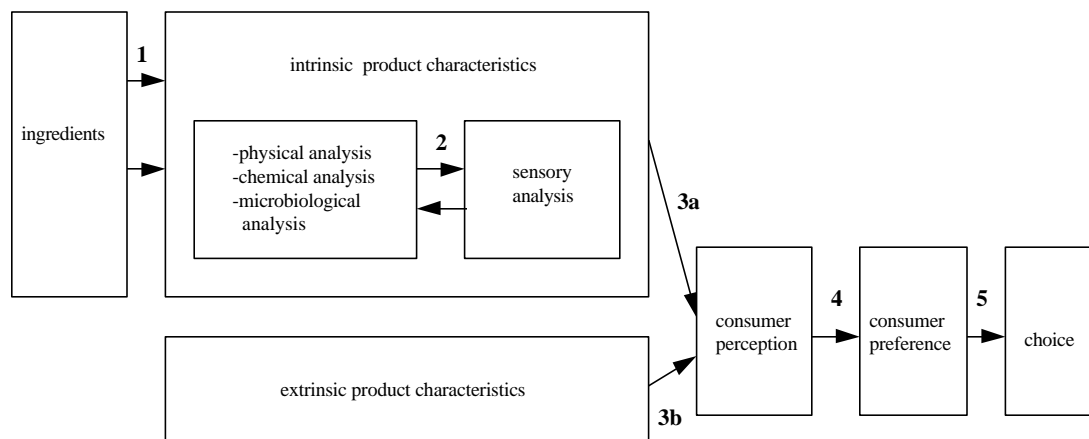 1
intrinsic product characteristics
ingredients
-physical analysis
-chemical analysis
-microbiological
analysis
2
sensory
analysis
3a
consumer
perception
4
consumer
preference
5
choice
extrinsic product characteristics
3b